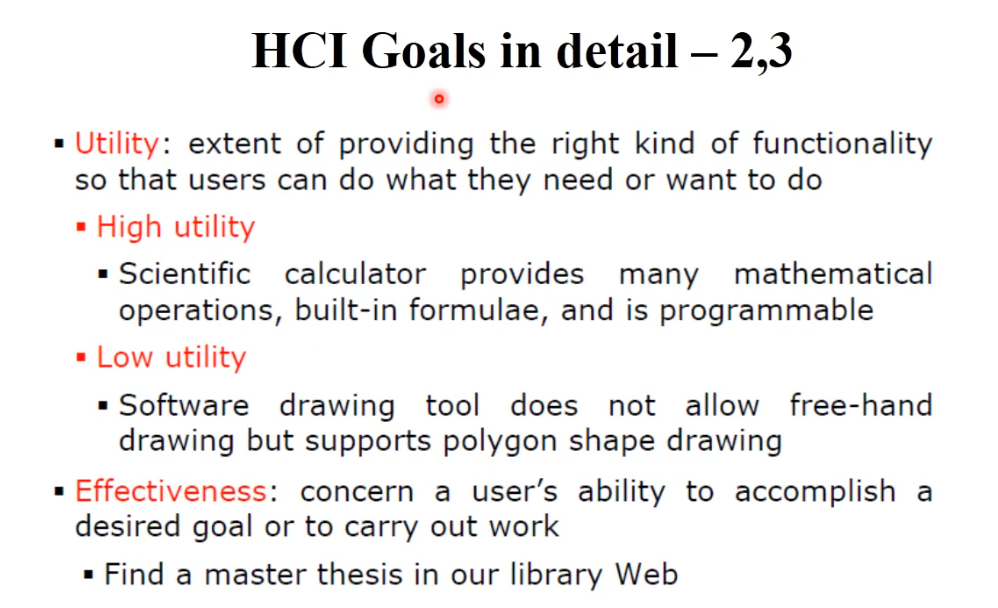 HCI Goals in detail – 2,3
▪ Utility: extent of providing the right kind of functionality
so that users can do what they need or want to do
▪ High utility
▪ Scientific calculator provides many mathematical
operations, built-in formulae, and is programmable
▪ Low utility
▪ Software drawing tool does not allow free-hand
drawing but supports polygon shape drawing
▪ Effectiveness: concern a user’s ability to accomplish a
desired goal or to carry out work
▪ Find a master thesis in our library Web